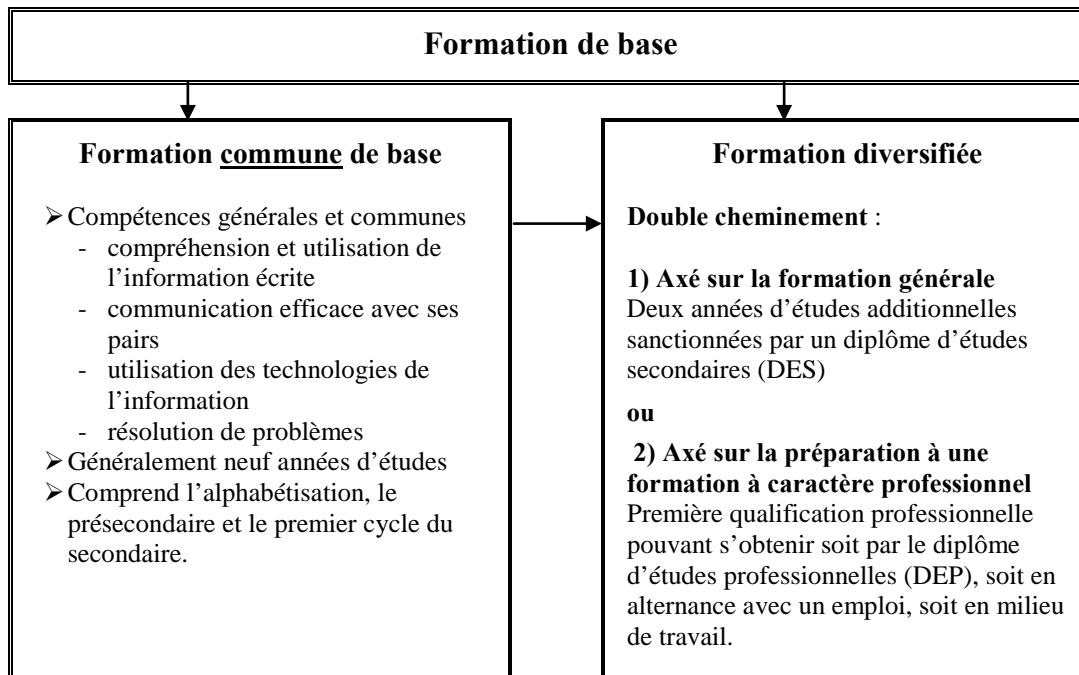 Formation de base
Formation commune de base
➢ Compétences générales et communes
- compréhension et utilisation de
l’information écrite
- communication efficace avec ses
pairs
- utilisation des technologies de
l’information
- résolution de problèmes
➢ Généralement neuf années d’études
➢ Comprend l’alphabétisation, le
présecondaire et le premier cycle du
secondaire.
Formation diversifiée
Double cheminement :
1) Axé sur la formation générale
Deux années d’études additionnelles
sanctionnées par un diplôme d’études
secondaires (DES)
ou
2) Axé sur la préparation à une
formation à caractère professionnel
Première qualification professionnelle
pouvant s’obtenir soit par le diplôme
d’études professionnelles (DEP), soit en
alternance avec un emploi, soit en milieu
de travail.